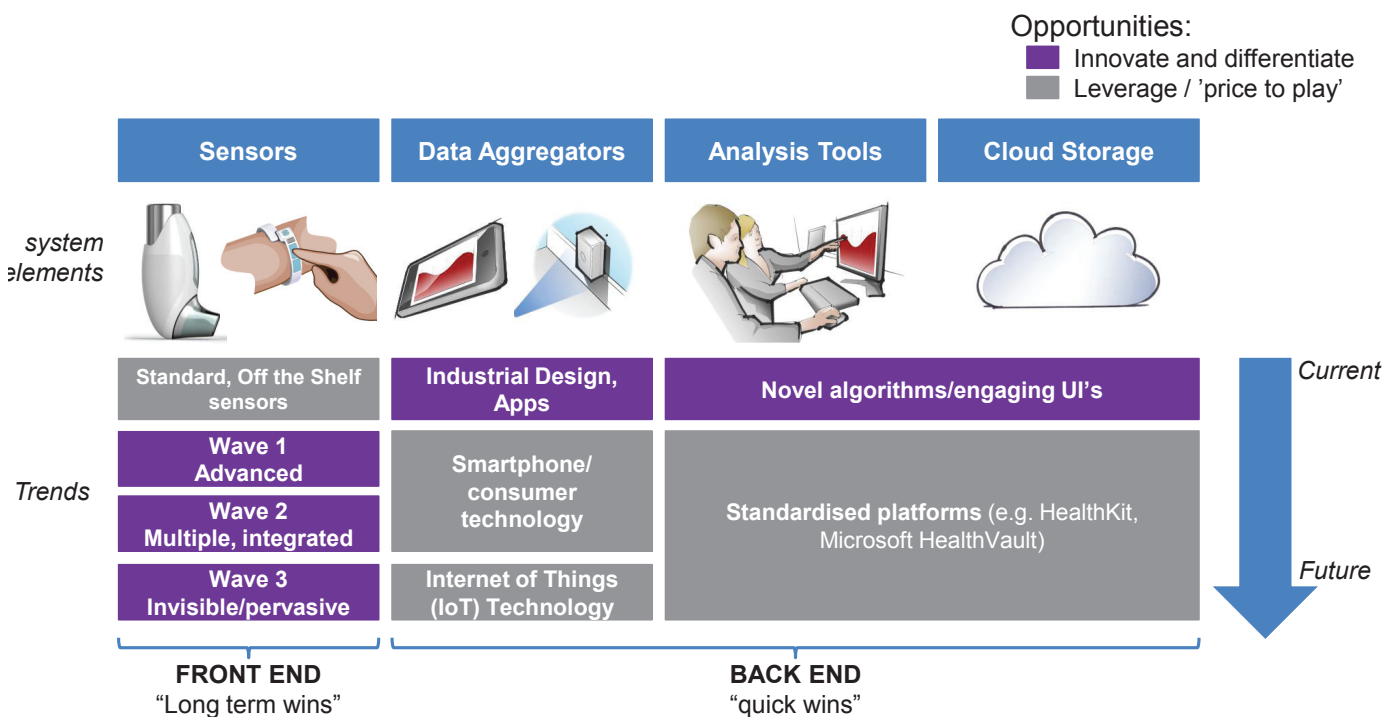 Opportunities:
Innovate and differentiate
Leverage / ’price to play’
Sensors
Data Aggregators
Analysis Tools
Cloud Storage
system
elements
Standard, Off the Shelf
sensors
Industrial Design,
Apps
Novel algorithms/engaging UI’s
Current
Trends
Wave 1
Advanced
Wave 2
Multiple, integrated
Wave 3
Invisible/pervasive
Smartphone/
consumer
technology
Internet of Things
(IoT) Technology
Standardised platforms (e.g. HealthKit,
Microsoft HealthVault)
Future
FRONT END
“Long term wins”
BACK END
“quick wins”